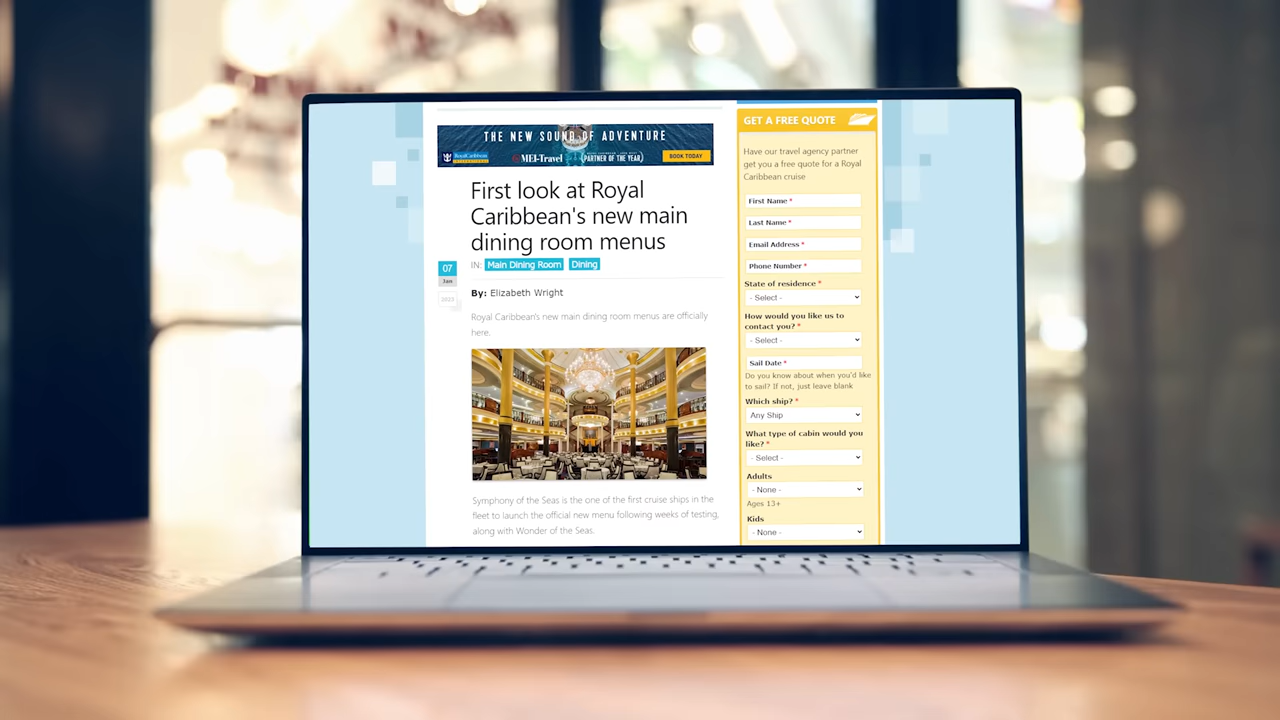 THE NEW SOUND OF ADVENTURE
RoyalCaribbean
MEI-Travel
PARTNER OF THE YEAR
BOOK TODAY
First look at Royal
Caribbean's new main
dining room menus
07
Jan
2023
IN: Main Dining Room Dining
By: Elizabeth Wright
Royal Caribbean's new main dining room menus are officially
here.
Symphony of the Seas is the one of the first cruise ships in the
fleet to launch the official new menu following weeks of testing,
along with Wonder of the Seas.
GET A FREE QUOTE
Have our travel agency partner
get you a free quote for a Royal
Caribbean cruise
First Name *
Last Name *
Email Address *
Phone Number *
State of residence *
- Select -
How would you like us to
contact you? *
- Select -
Sail Date *
Do you know about when you'd like
to sail? If not, just leave blank
Which ship? *
Any Ship
What type of cabin would you
like? *
- Select -
Adults
- None -
Ages 13+
Kids
- None -